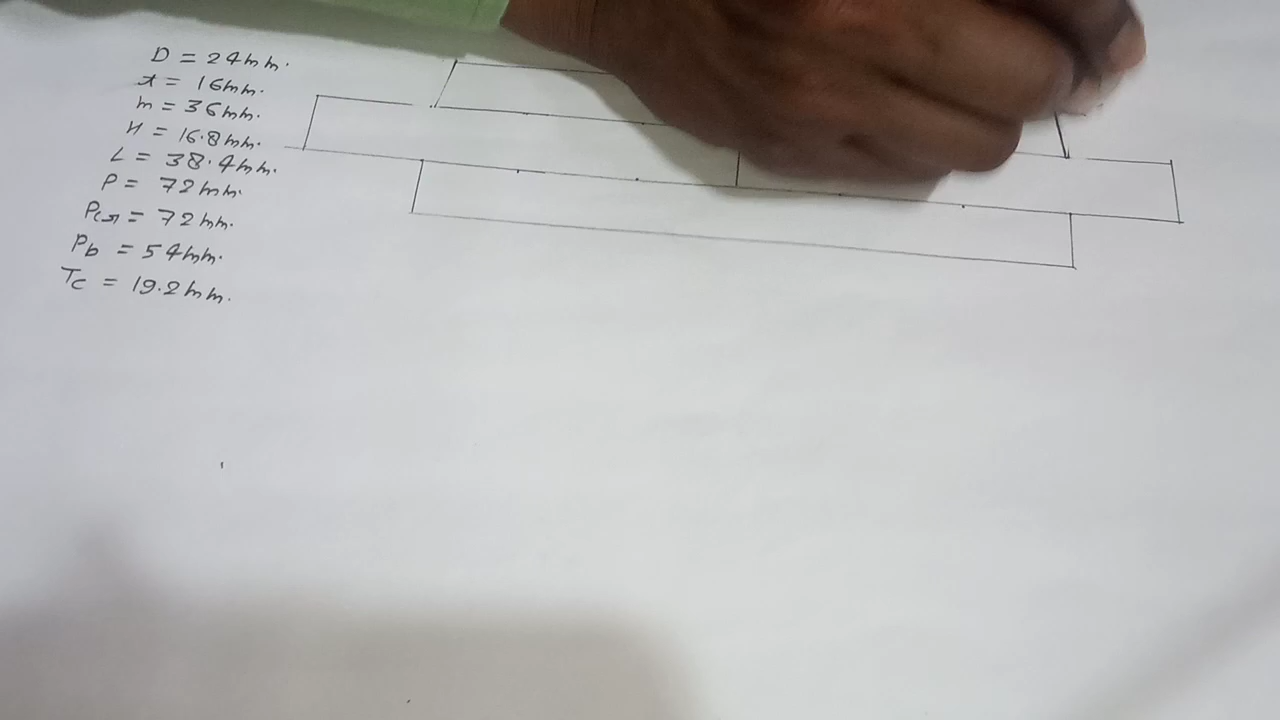 D = 24mm.
t = 16mm.
m = 36mm.
H = 16.8mm.
L = 38.4mm.
P = 72mm.
Pcr = 72mm.
Pb = 54mm.
Tc = 19.2mm.